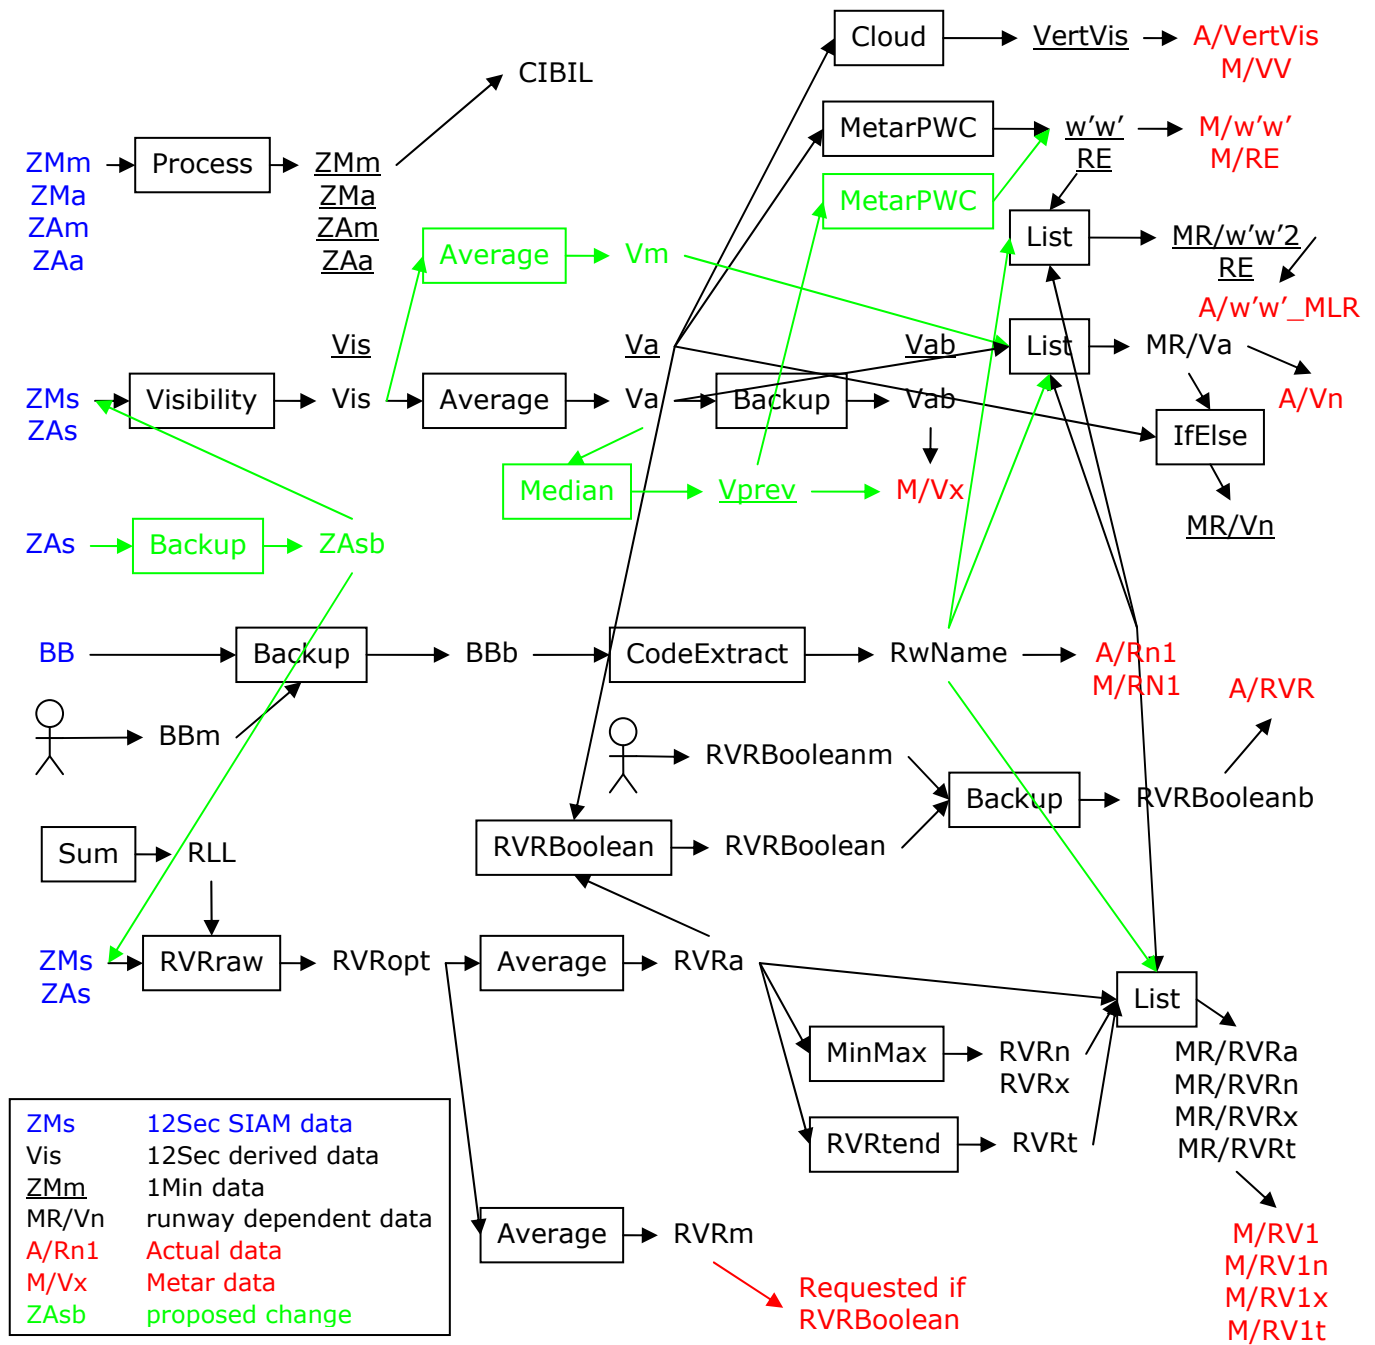 Cloud VertVis A/VertVis
M/VV
CIBIL
MetarPWC w'w' M/w'w'
RE M/RE
ZMm Process ZMm
ZMa ZMa
ZAm ZAm
ZAa ZAa
MetarPWC
List MR/w'w'2
RE
Average Vm
A/w'w'_MLR
Vis Va Vab List MR/Va
ZMs Visibility Vis Average Va Backup Vab A/Vn
ZAs
IfElse
Median Vprev M/Vx
MR/Vn
ZAs Backup ZAsb
BB Backup BBb CodeExtract RwName A/Rn1
M/RN1 A/RVR
BBm
RVRBooleanm
Backup RVRBooleanb
Sum RLL RVRBoolean RVRBoolean
ZMs RVRraw RVRopt Average RVRa
ZAs
List
MinMax RVRn MR/RVRa
RVRx MR/RVRn
MR/RVRx
RVRtend RVRt MR/RVRt
ZMs 12Sec SIAM data
Vis 12Sec derived data
ZMm 1Min data
MR/Vn runway dependent data
A/Rn1 Actual data
M/Vx Metar data
ZAsb proposed change
Average RVRm M/RV1
M/RV1n
Requested if M/RV1x
RVRBoolean M/RV1t